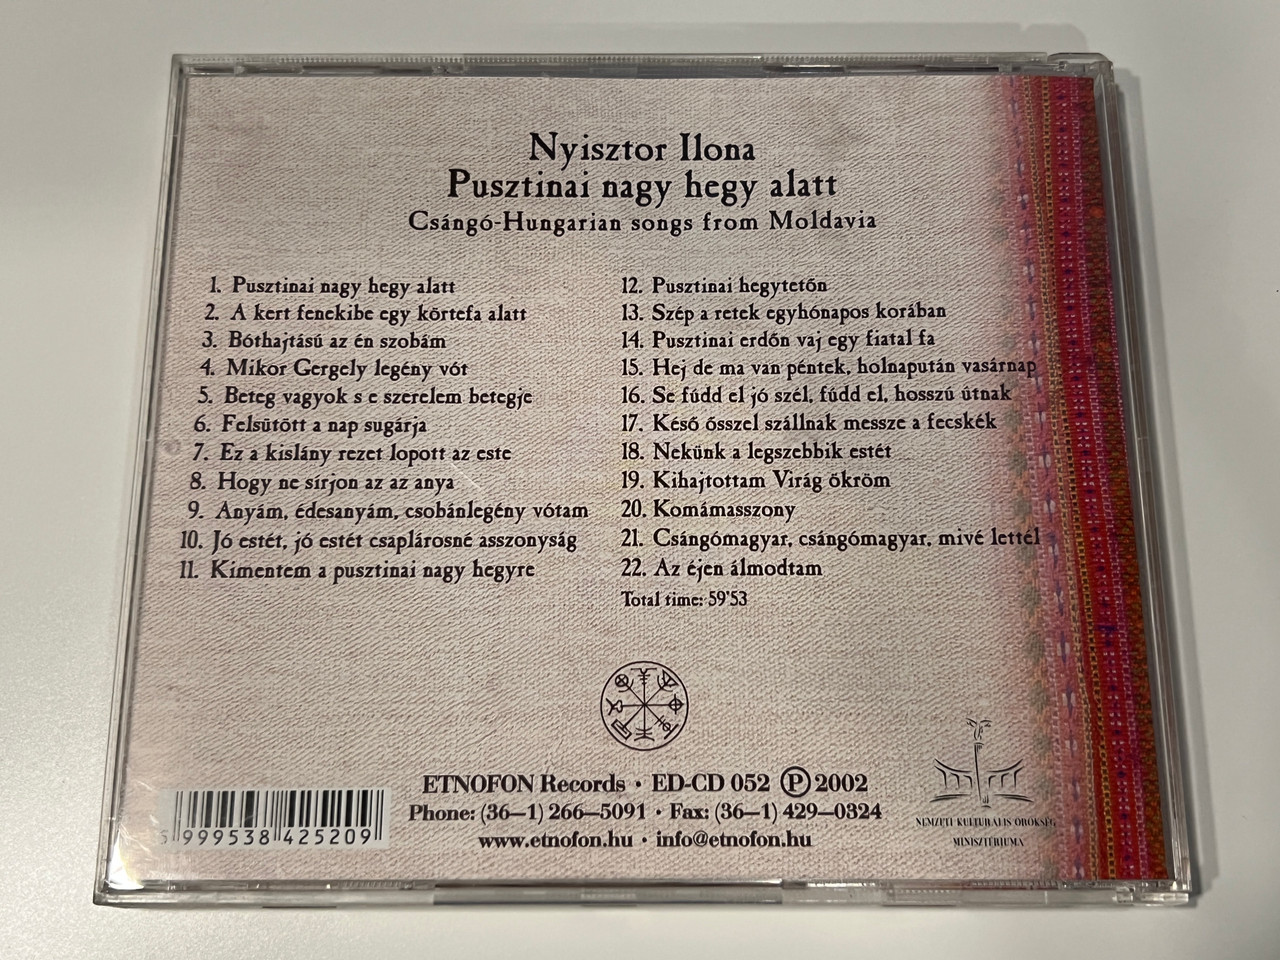 Nyisztor Ilona
Pusztinai nagy hegy alatt
Csángó-Hungarian songs from Moldavia
1. Pusztinai nagy hegy alatt
2. A kert fenekibe egy körtefa alatt
3. Bóthajtású az én szobám
4. Mikor Gergely legény vót
5. Beteg vagyok s e szerelem betegje
6. Felsütött a nap sugárja
7. Ez a kislány rezet lopott az este
8. Hogy ne sírjon az az anya
9. Anyám, édesanyám, csobánlegény vótam
10. Jó estét, jó estét csaplárosné asszonyság
11. Kimentem a pusztinai nagy hegyre
12. Pusztinai hegytetőn
13. Szép a retek egyhónapos korában
14. Pusztinai erdőn vaj egy fiatal fa
15. Hej de ma van péntek, holnapután vasárnap
16. Se fúdd el jó szél, fúdd el, hosszú útnak
17. Késő ősszel szállnak messze a fecskék
18. Nekünk a legszebbik estét
19. Kihajtottam Virág ökröm
20. Komámasszony
21. Csángómagyar, csángómagyar, mivé lettél
22. Az éjen álmodtam
Total time: 59'53
ETNOFON Records · ED-CD 052 Ⓟ 2002
Phone: (36–1) 266–5091 · Fax: (36–1) 429–0324
www.etnofon.hu · info@etnofon.hu
5 999538 425209
NEMZETI KULTURÁLIS ÖRÖKSÉG
MINISZTÉRIUMA